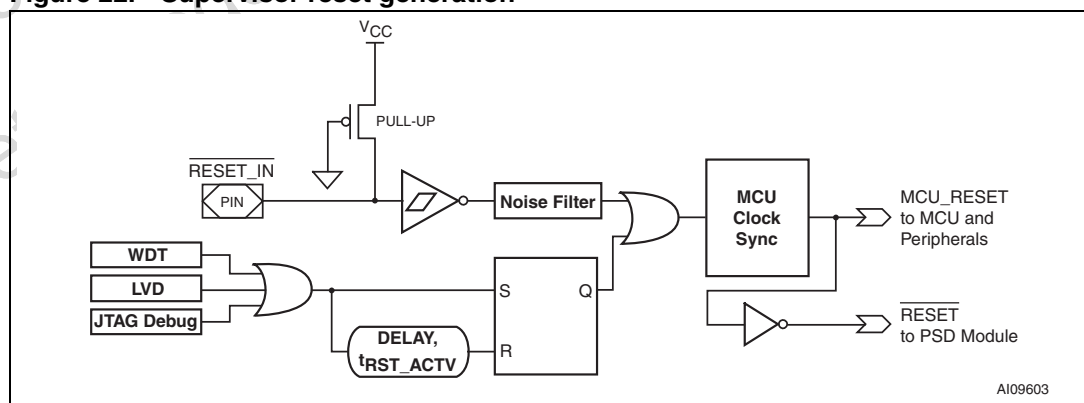 Figure 22. Supervisor reset generation
VCC
PULL-UP
RESET_IN
PIN
Noise Filter
MCU
Clock
Sync
MCU_RESET
to MCU and
Peripherals
WDT
LVD
JTAG Debug
S
Q
R
DELAY,
tRST_ACTV
RESET
to PSD Module
AI09603